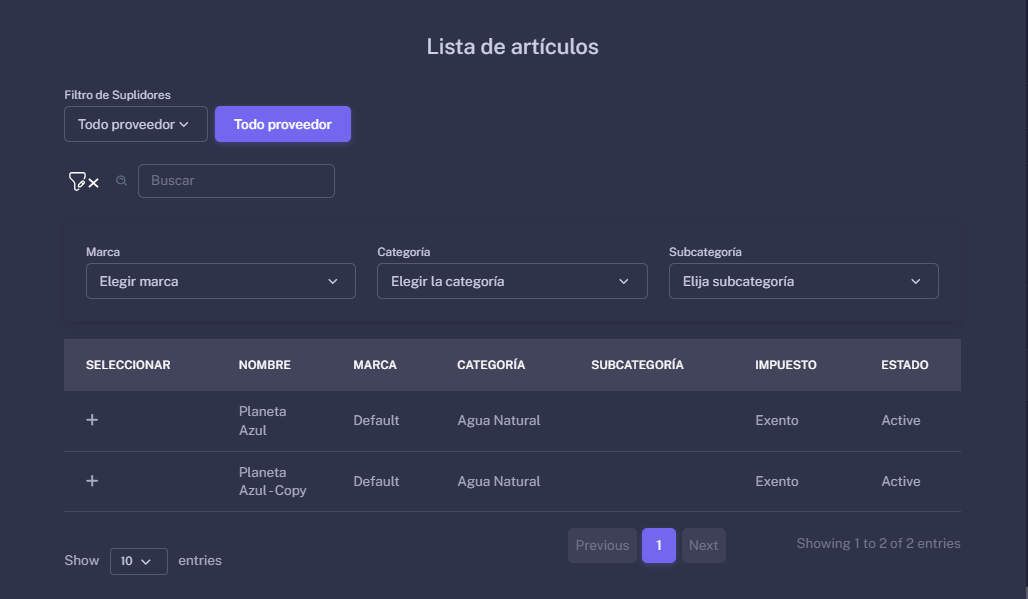 Lista de artículos
Filtro de Suplidores
Todo proveedor Todo proveedor
Buscar
Marca Categoría Subcategoría
Elegir marca Elegir la categoría Elija subcategoría
SELECCIONAR NOMBRE MARCA CATEGORÍA SUBCATEGORÍA IMPUESTO ESTADO
+ Planeta Default Agua Natural Exento Active
Azul
+ Planeta Default Agua Natural Exento Active
Azul - Copy
Previous 1 Next Showing 1 to 2 of 2 entries
Show 10 entries